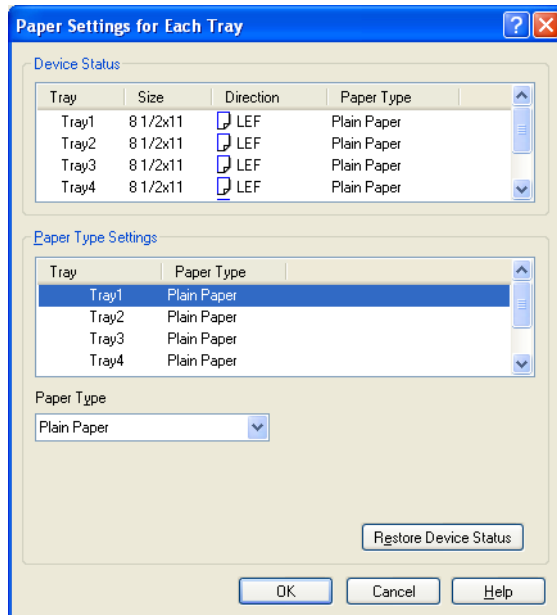 Paper Settings for Each Tray
Device Status
Tray Size Direction Paper Type
Tray1 8 1/2x11 LEF Plain Paper
Tray2 8 1/2x11 LEF Plain Paper
Tray3 8 1/2x11 LEF Plain Paper
Tray4 8 1/2x11 LEF Plain Paper
Paper Type Settings
Tray Paper Type
Tray1 Plain Paper
Tray2 Plain Paper
Tray3 Plain Paper
Tray4 Plain Paper
Paper Type
Plain Paper
Restore Device Status
OK Cancel Help